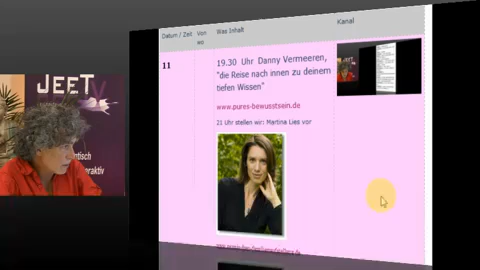 Kanal
Datum / Zeit
Von
wo
Was Inhalt
11
19.30 Uhr Danny Vermeeren,
"die Reise nach innen zu deinem
tiefen Wissen"
www.pures-bewusstsein.de
21 Uhr stellen wir: Martina Lies vor
JEET